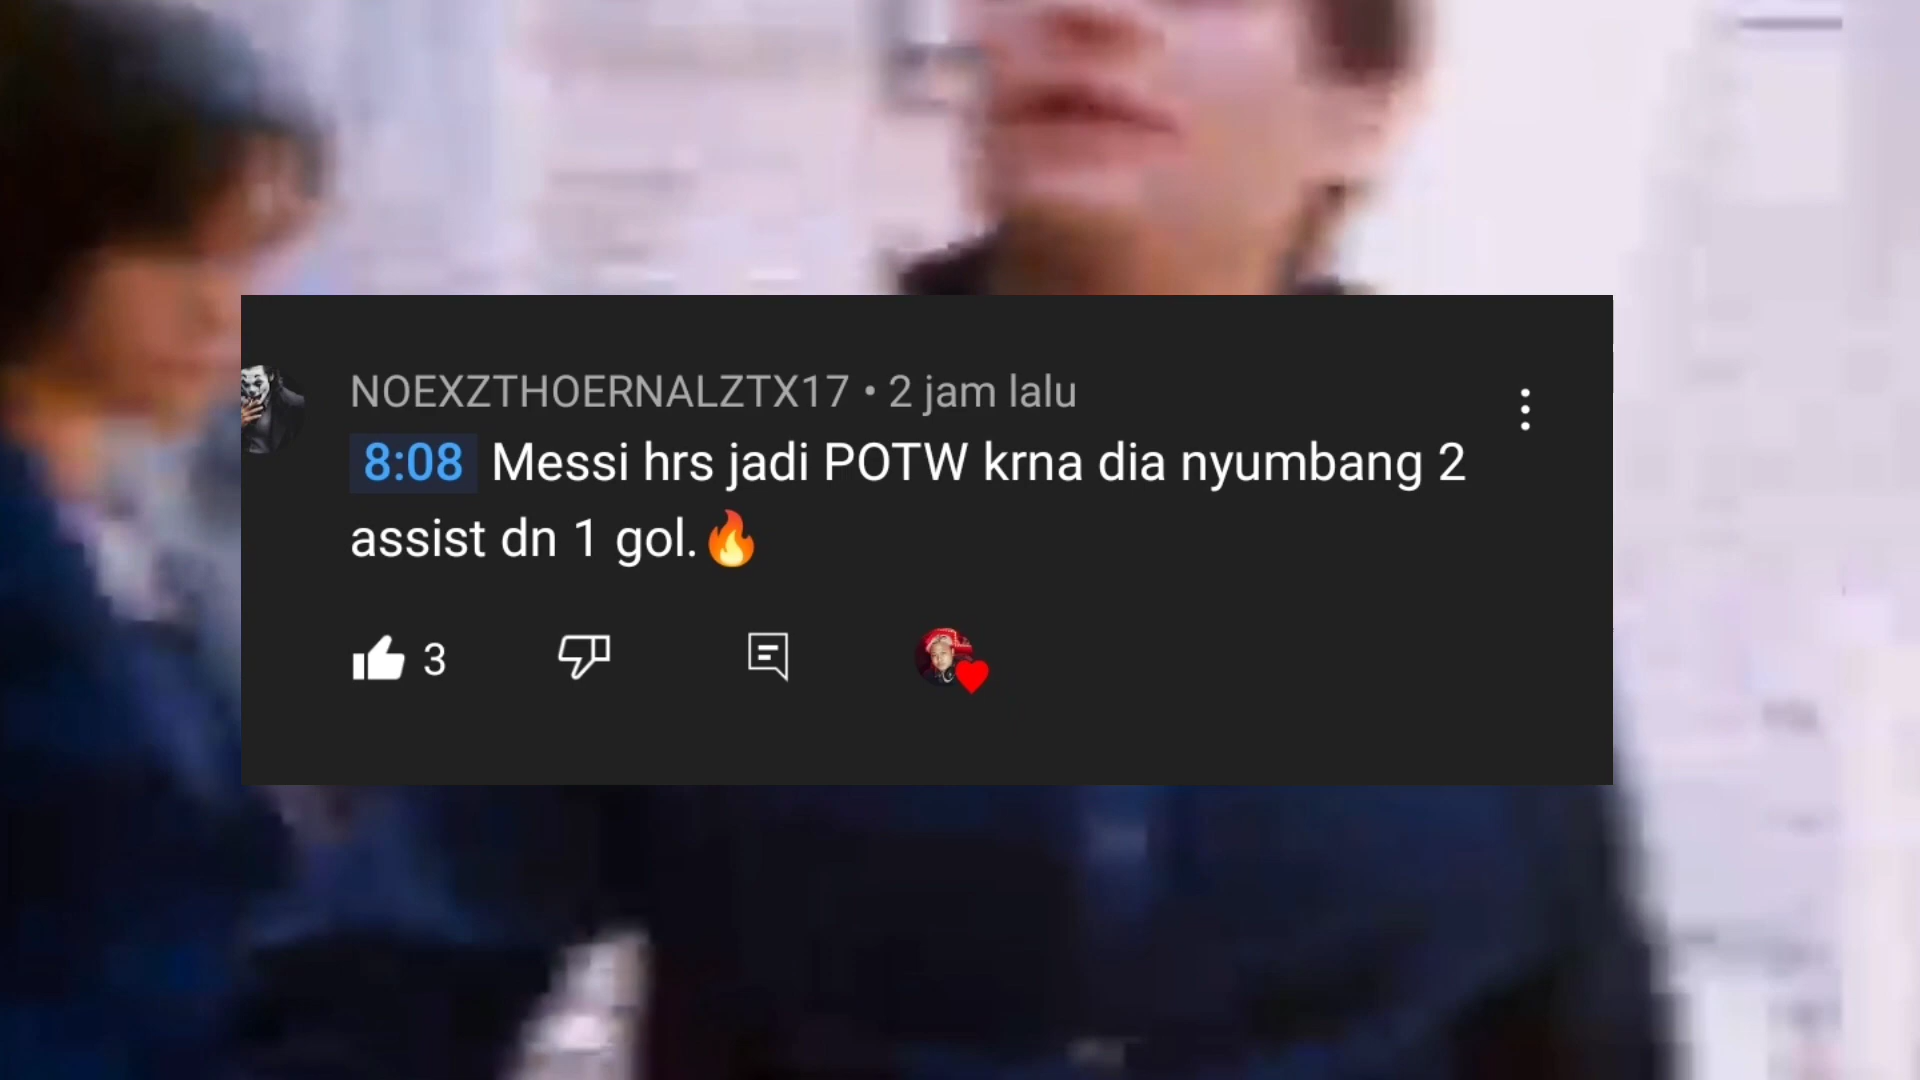 NOEXZTHOERNALZTX17 • 2 jam lalu
8:08 Messi hrs jadi POTW krna dia nyumbang 2
assist dn 1 gol.🔥
3